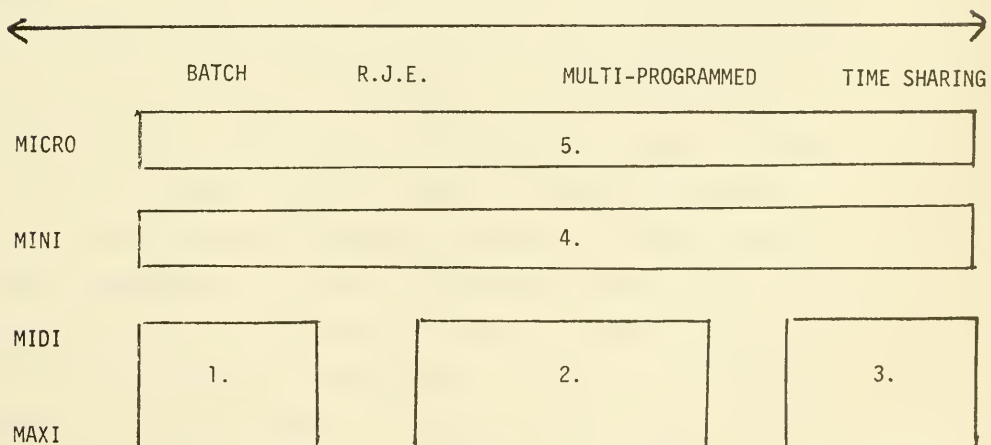 BATCH R.J.E. MULTI-PROGRAMMED TIME SHARING
MICRO 5.
MINI 4.
MIDI
1. 2. 3.
MAXI